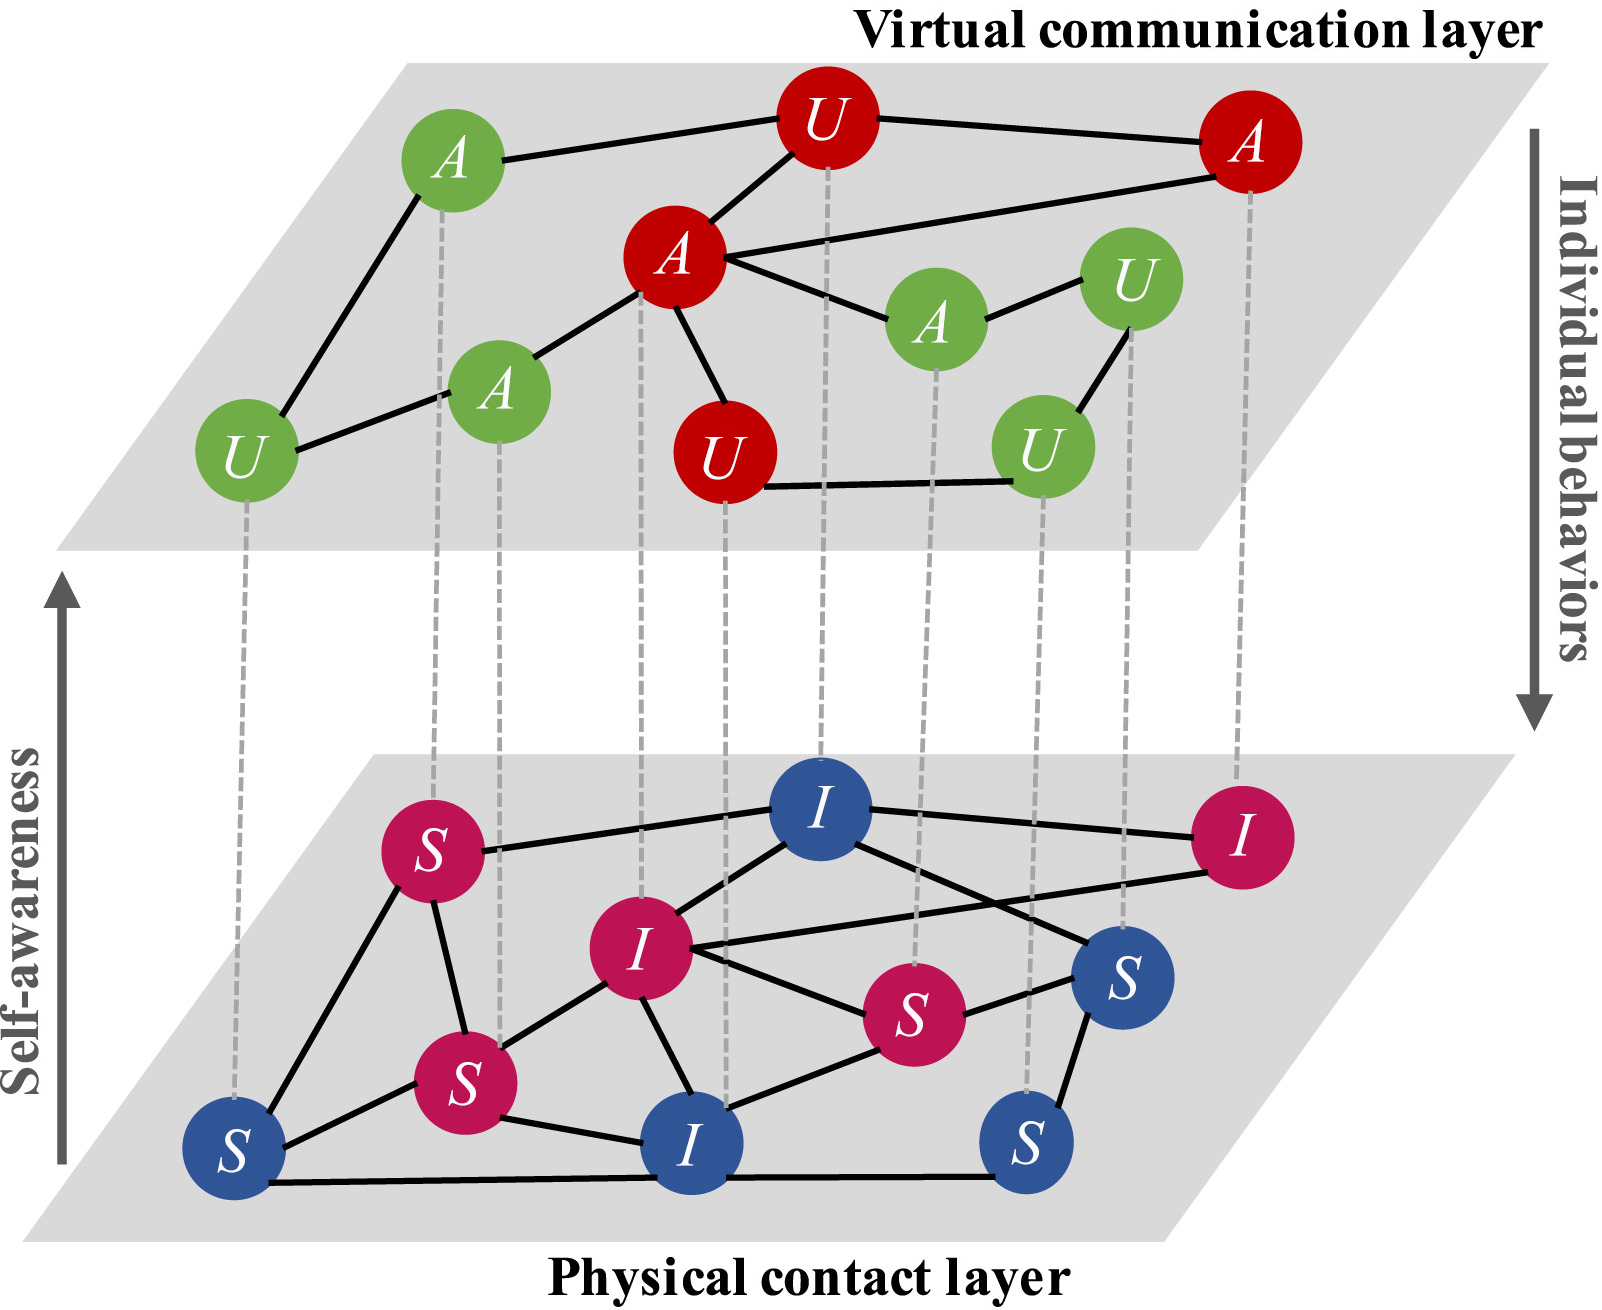 Virtual communication layer
U
A
A
A
U
A
A
U
U
U
Individual behaviors
Self-awareness
I
I
S
I
S
S
S
I
S
S
Physical contact layer